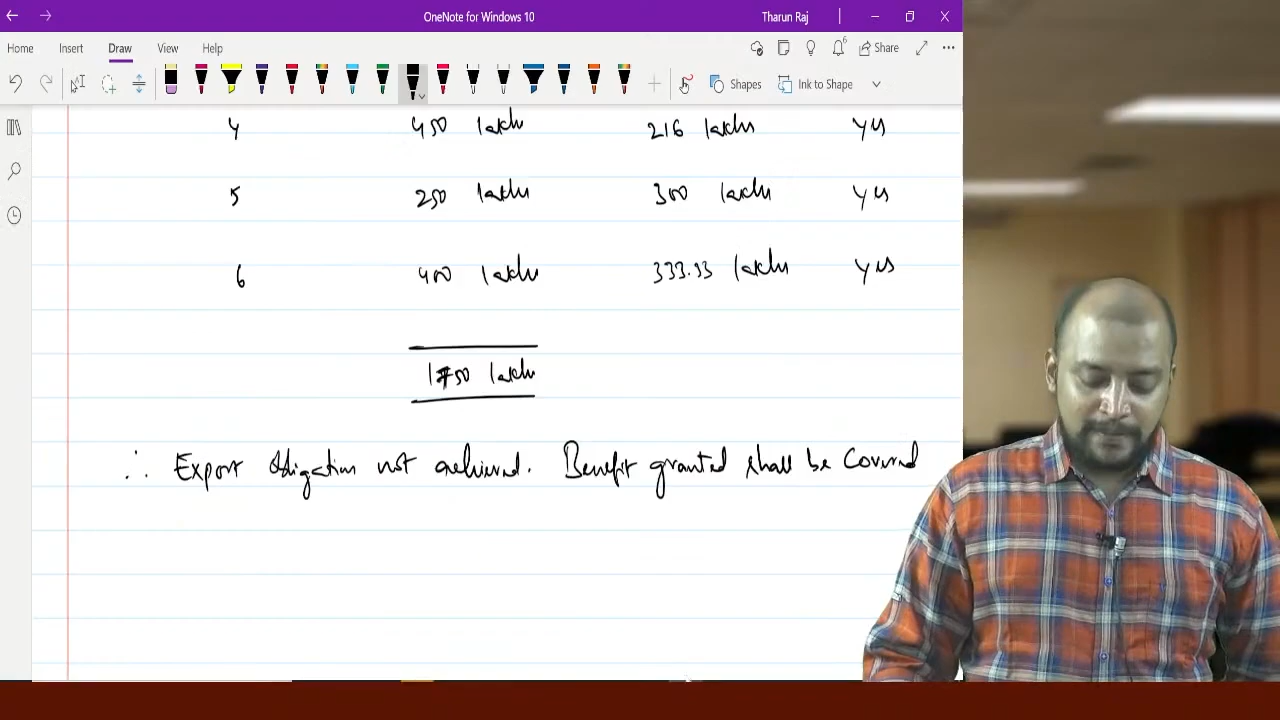 OneNote for Windows 10
Tharun Raj
Home Insert Draw View Help
6 Share
Shapes Ink to Shape
4 450 lakhs 216 lakhs yes
5 250 lakhs 300 lakhs yes
6 400 lakhs 333.33 lakhs yes
1750 lakhs
∴ Export obligation not achieved. Benefit granted shall be covered